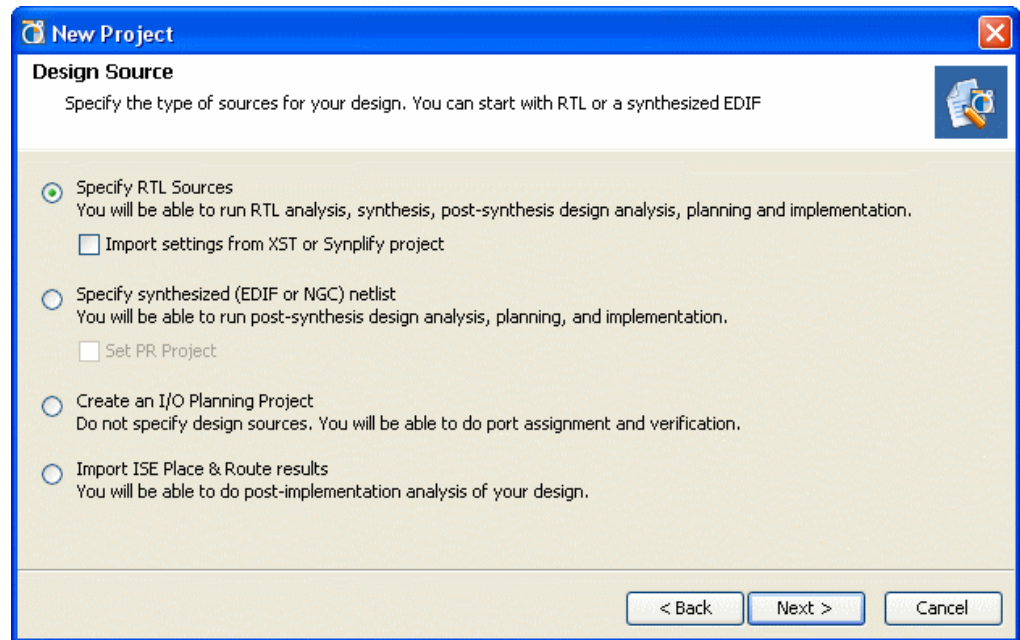 New Project
Design Source
Specify the type of sources for your design. You can start with RTL or a synthesized EDIF
Specify RTL Sources
You will be able to run RTL analysis, synthesis, post-synthesis design analysis, planning and implementation.
Import settings from XST or Synplify project
Specify synthesized (EDIF or NGC) netlist
You will be able to run post-synthesis design analysis, planning, and implementation.
Set PR Project
Create an I/O Planning Project
Do not specify design sources. You will be able to do port assignment and verification.
Import ISE Place & Route results
You will be able to do post-implementation analysis of your design.
< Back Next > Cancel